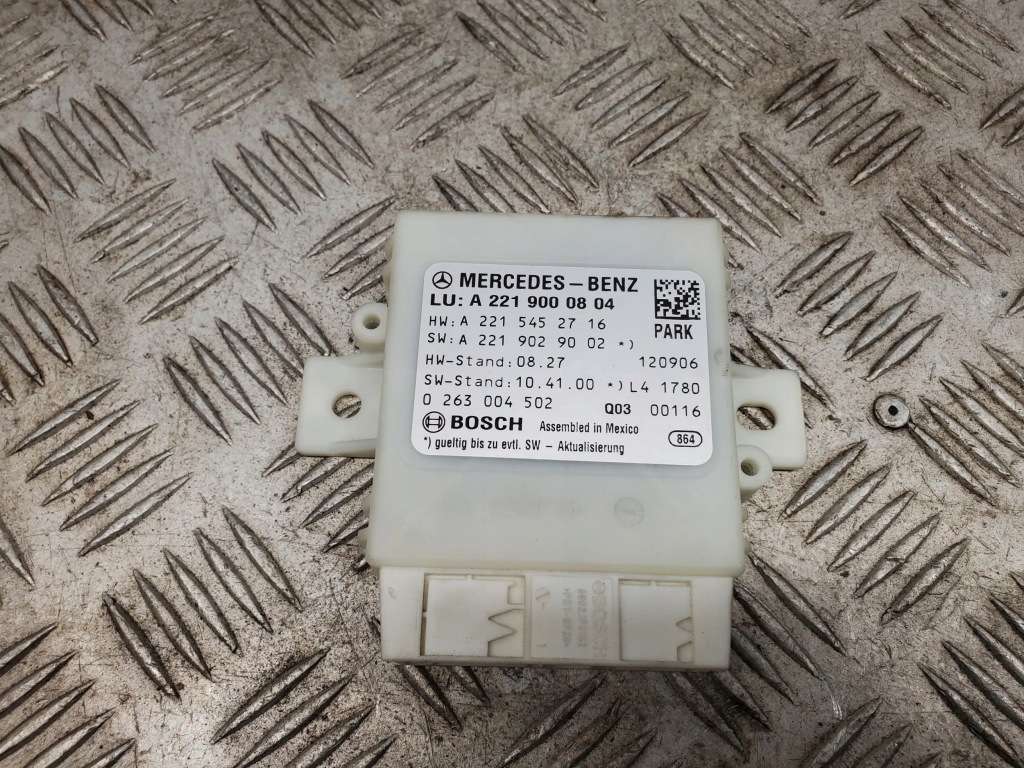 MERCEDES-BENZ
LU: A 221 900 08 04
HW: A 221 545 27 16
PARK
SW: A 221 902 90 02 *)
HW-Stand: 08.27 120906
SW-Stand: 10.41.00 *) L4 1780
0 263 004 502 Q03 00116
BOSCH Assembled in Mexico 864
*) gueltig bis zu evtl. SW - Aktualisierung